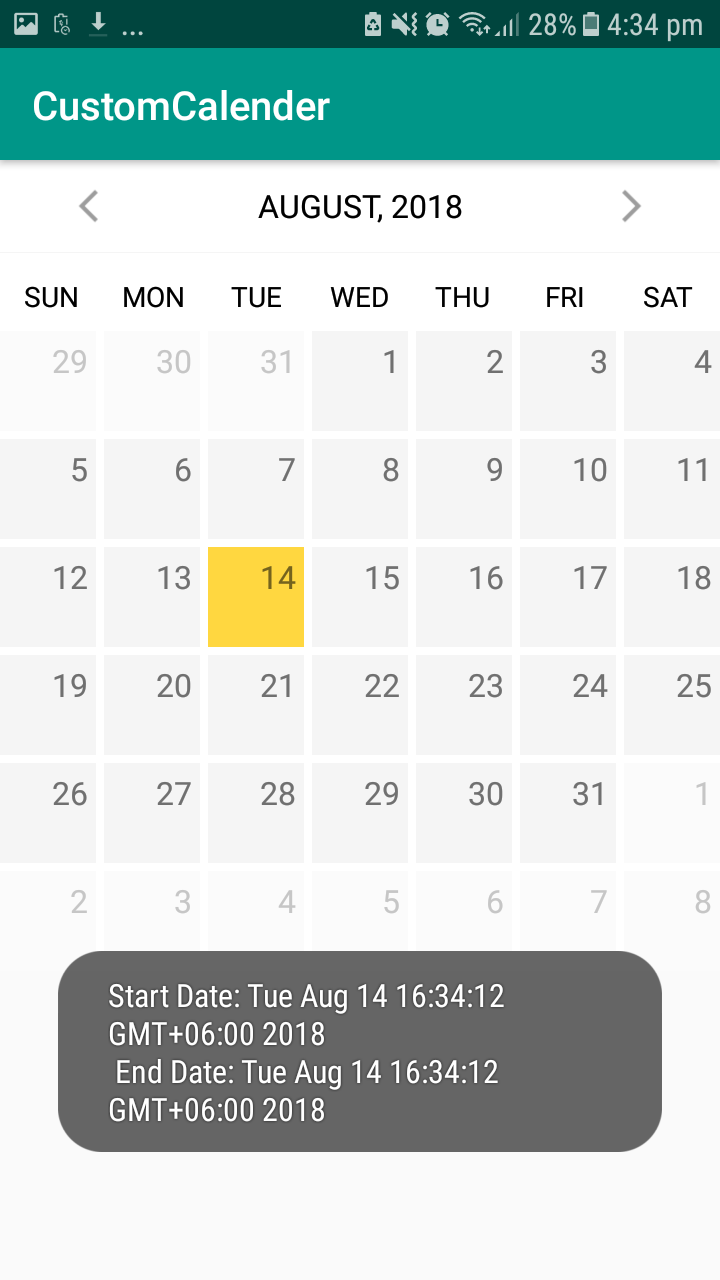 ... 28% 4:34 pm
CustomCalender
AUGUST, 2018
SUN MON TUE WED THU FRI SAT
29 30 31 1 2 3 4
5 6 7 8 9 10 11
12 13 14 15 16 17 18
19 20 21 22 23 24 25
26 27 28 29 30 31 1
2 3 4 5 6 7 8
Start Date: Tue Aug 14 16:34:12
GMT+06:00 2018
End Date: Tue Aug 14 16:34:12
GMT+06:00 2018